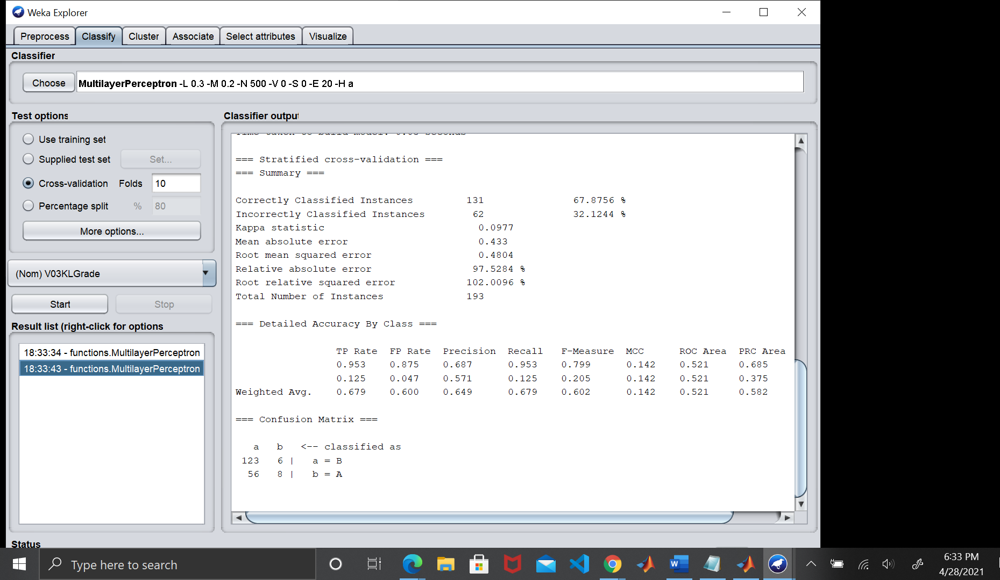 Weka Explorer
Preprocess Classify Cluster Associate Select attributes Visualize
Classifier
Choose MultilayerPerceptron -L 0.3 -M 0.2 -N 500 -V 0 -S 0 -E 20 -H a
Test options
Use training set
Supplied test set Set...
Cross-validation Folds 10
Percentage split % 80
More options...
(Nom) V03KLGrade
Start Stop
Result list (right-click for options
18:33:34 - functions.MultilayerPerceptron
18:33:43 - functions.MultilayerPerceptron
Classifier output
=== Stratified cross-validation ===
=== Summary ===
Correctly Classified Instances 131 67.8756 %
Incorrectly Classified Instances 62 32.1244 %
Kappa statistic 0.0977
Mean absolute error 0.433
Root mean squared error 0.4804
Relative absolute error 97.5284 %
Root relative squared error 102.0096 %
Total Number of Instances 193
=== Detailed Accuracy By Class ===
TP Rate FP Rate Precision Recall F-Measure MCC ROC Area PRC Area
0.953 0.875 0.687 0.953 0.799 0.142 0.521 0.685
0.125 0.047 0.571 0.125 0.205 0.142 0.521 0.375
Weighted Avg. 0.679 0.600 0.649 0.679 0.602 0.142 0.521 0.582
=== Confusion Matrix ===
a b <-- classified as
123 6 | a = B
56 8 | b = A
Status
Type here to search
6:33 PM
4/28/2021